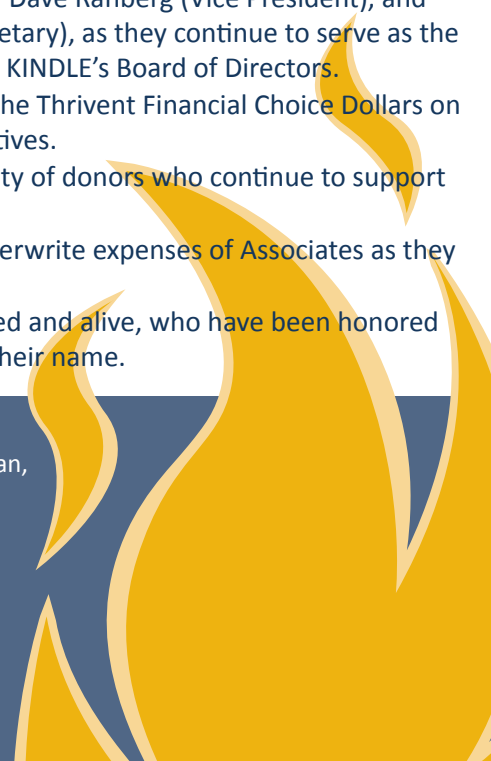 Dave Ranberg (Vice President), and
etary), as they continue to serve as the
KINDLE’s Board of Directors.
he Thrivent Financial Choice Dollars on
tives.
ty of donors who continue to support
erwrite expenses of Associates as they
ed and alive, who have been honored
heir name.
an,